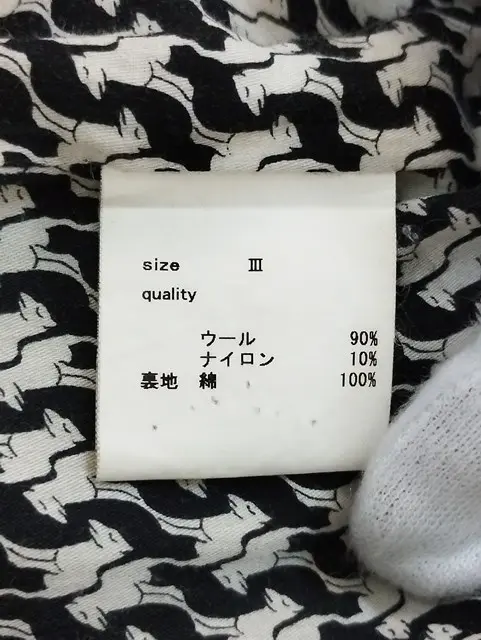 size Ⅲ
quality
ウール 90%
ナイロン 10%
裏地 綿 100%